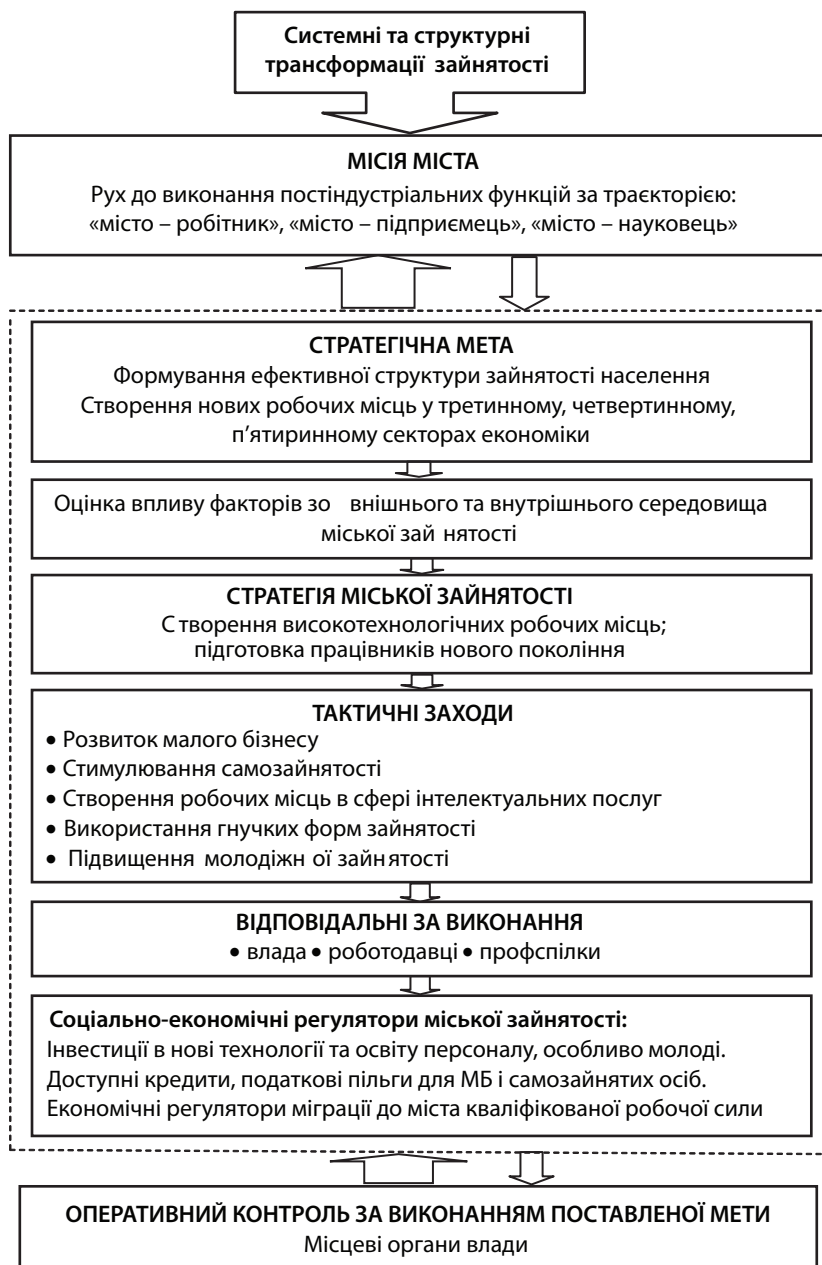 Системні та структурні
трансформації зайнятості
МІСІЯ МІСТА
Рух до виконання постіндустріальних функцій за траєкторією:
«місто – робітник», «місто – підприємець», «місто – науковець»
СТРАТЕГІЧНА МЕТА
Формування ефективної структури зайнятості населення
Створення нових робочих місць у третинному, четвертинному,
п’ятиринному секторах економіки
Оцінка впливу факторів зо внішнього та внутрішнього середовища
міської зай нятості
СТРАТЕГІЯ МІСЬКОЇ ЗАЙНЯТОСТІ
С творення високотехнологічних робочих місць;
підготовка працівників нового покоління
ТАКТИЧНІ ЗАХОДИ
• Розвиток малого бізнесу
• Стимулювання самозайнятості
• Створення робочих місць в сфері інтелектуальних послуг
• Використання гнучких форм зайнятості
• Підвищення молодіжн ої зайнятості
ВІДПОВІДАЛЬНІ ЗА ВИКОНАННЯ
• влада • роботодавці • профспілки
Соціально-економічні регулятори міської зайнятості:
Інвестиції в нові технології та освіту персоналу, особливо молоді.
Доступні кредити, податкові пільги для МБ і самозайнятих осіб.
Економічні регулятори міграції до міста кваліфікованої робочої сили
ОПЕРАТИВНИЙ КОНТРОЛЬ ЗА ВИКОНАННЯМ ПОСТАВЛЕНОЇ МЕТИ
Місцеві органи влади